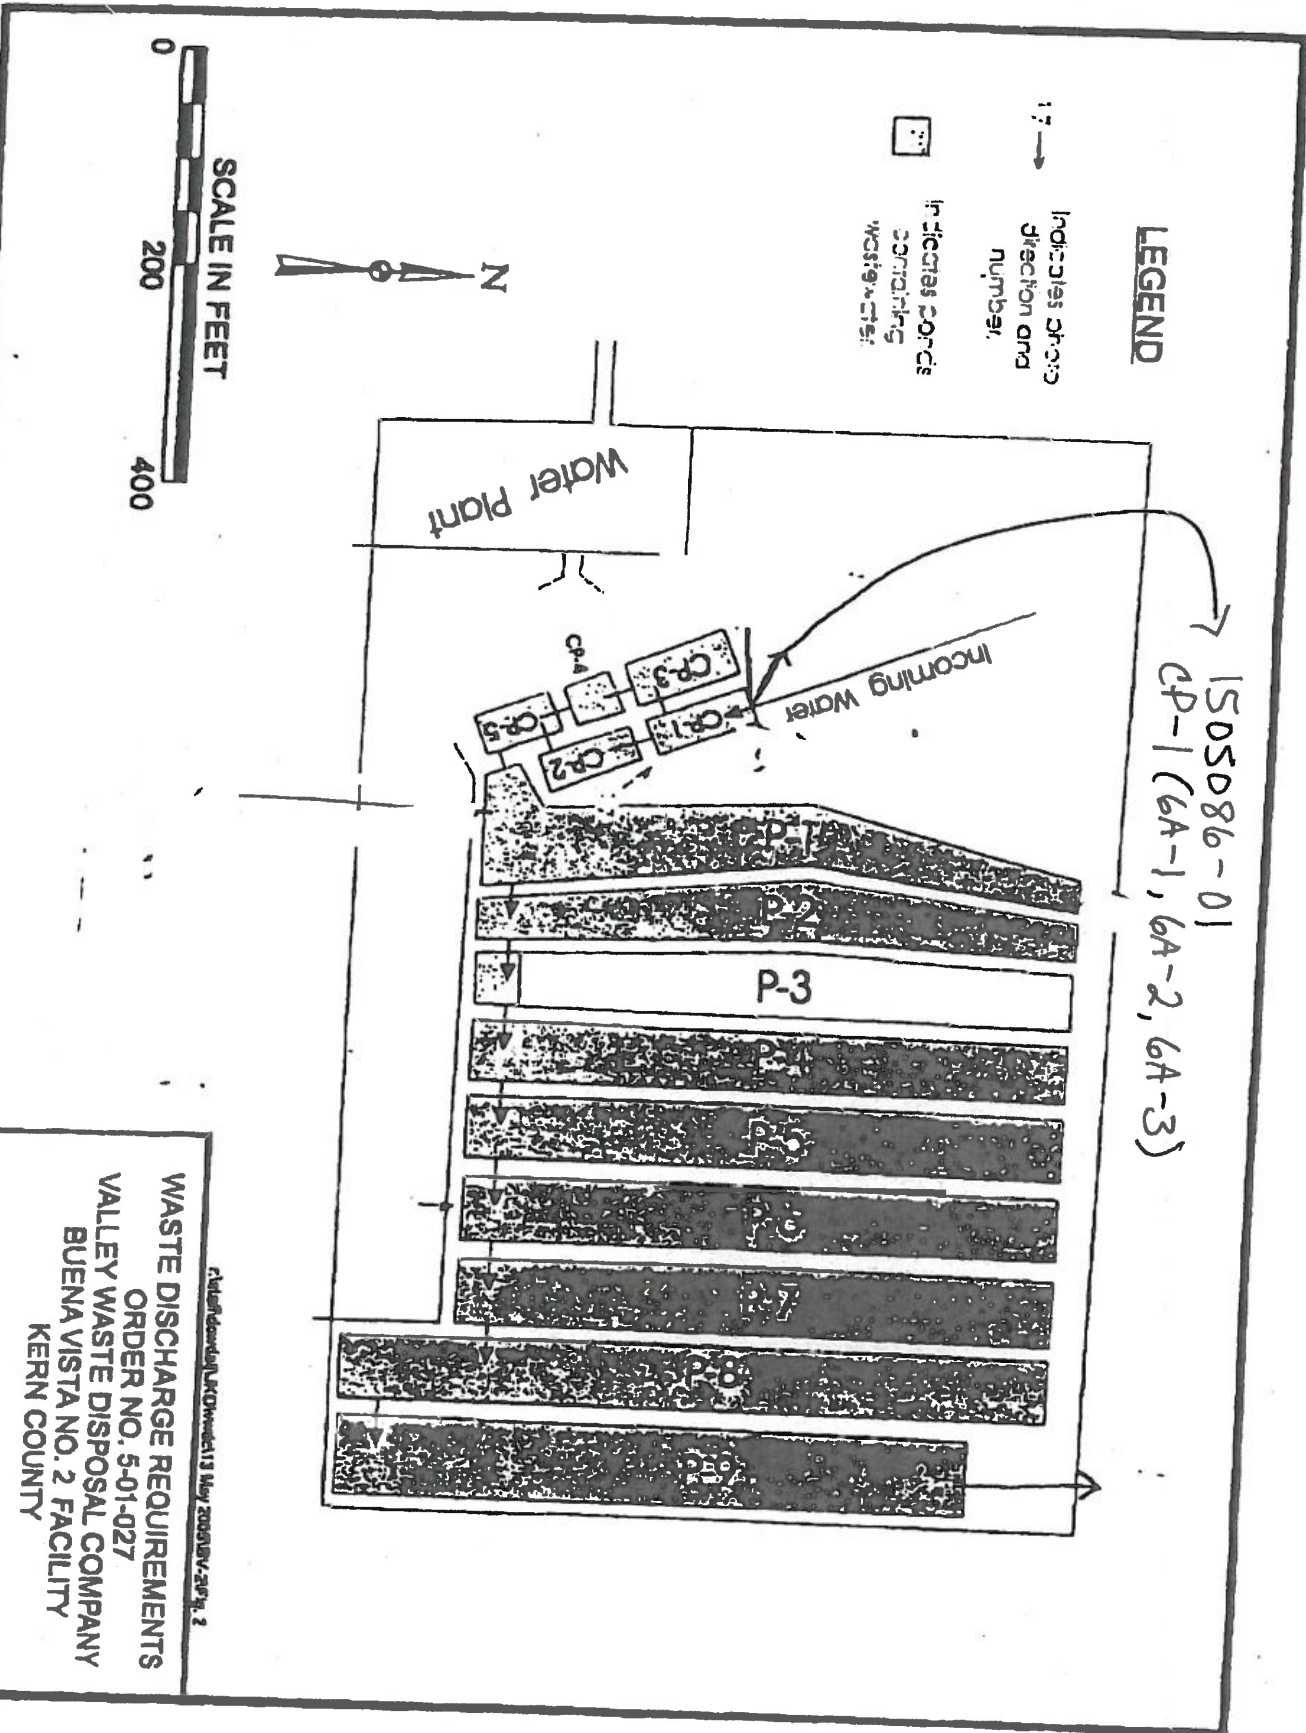 1505086-01
CP-1 (6A-1, 6A-2, 6A-3)
LEGEND
17
Indicates photo
direction and
number.
Indicates ponds
containing
wastewater.
N
SCALE IN FEET
0
200
400
Water Plant
Incoming Water
CP-3
CP-1
CP-4
CP-5
CP-2
P-1
P-2
P-3
P-4
P-6
P-7
P-8
P-9
WASTE DISCHARGE REQUIREMENTS
ORDER NO. 5-01-027
VALLEY WASTE DISPOSAL COMPANY
BUENA VISTA NO. 2 FACILITY
KERN COUNTY